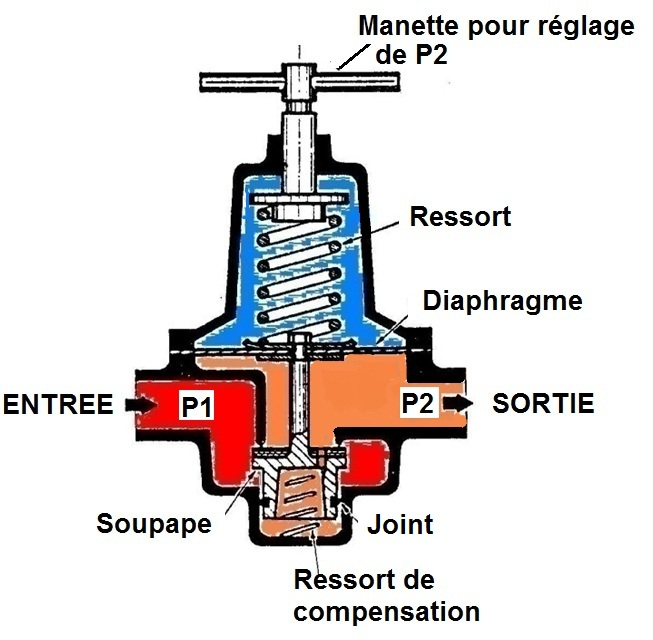 Manette pour réglage
de P2
Ressort
Diaphragme
ENTREE
P1
P2
SORTIE
Soupape
Joint
Ressort de
compensation